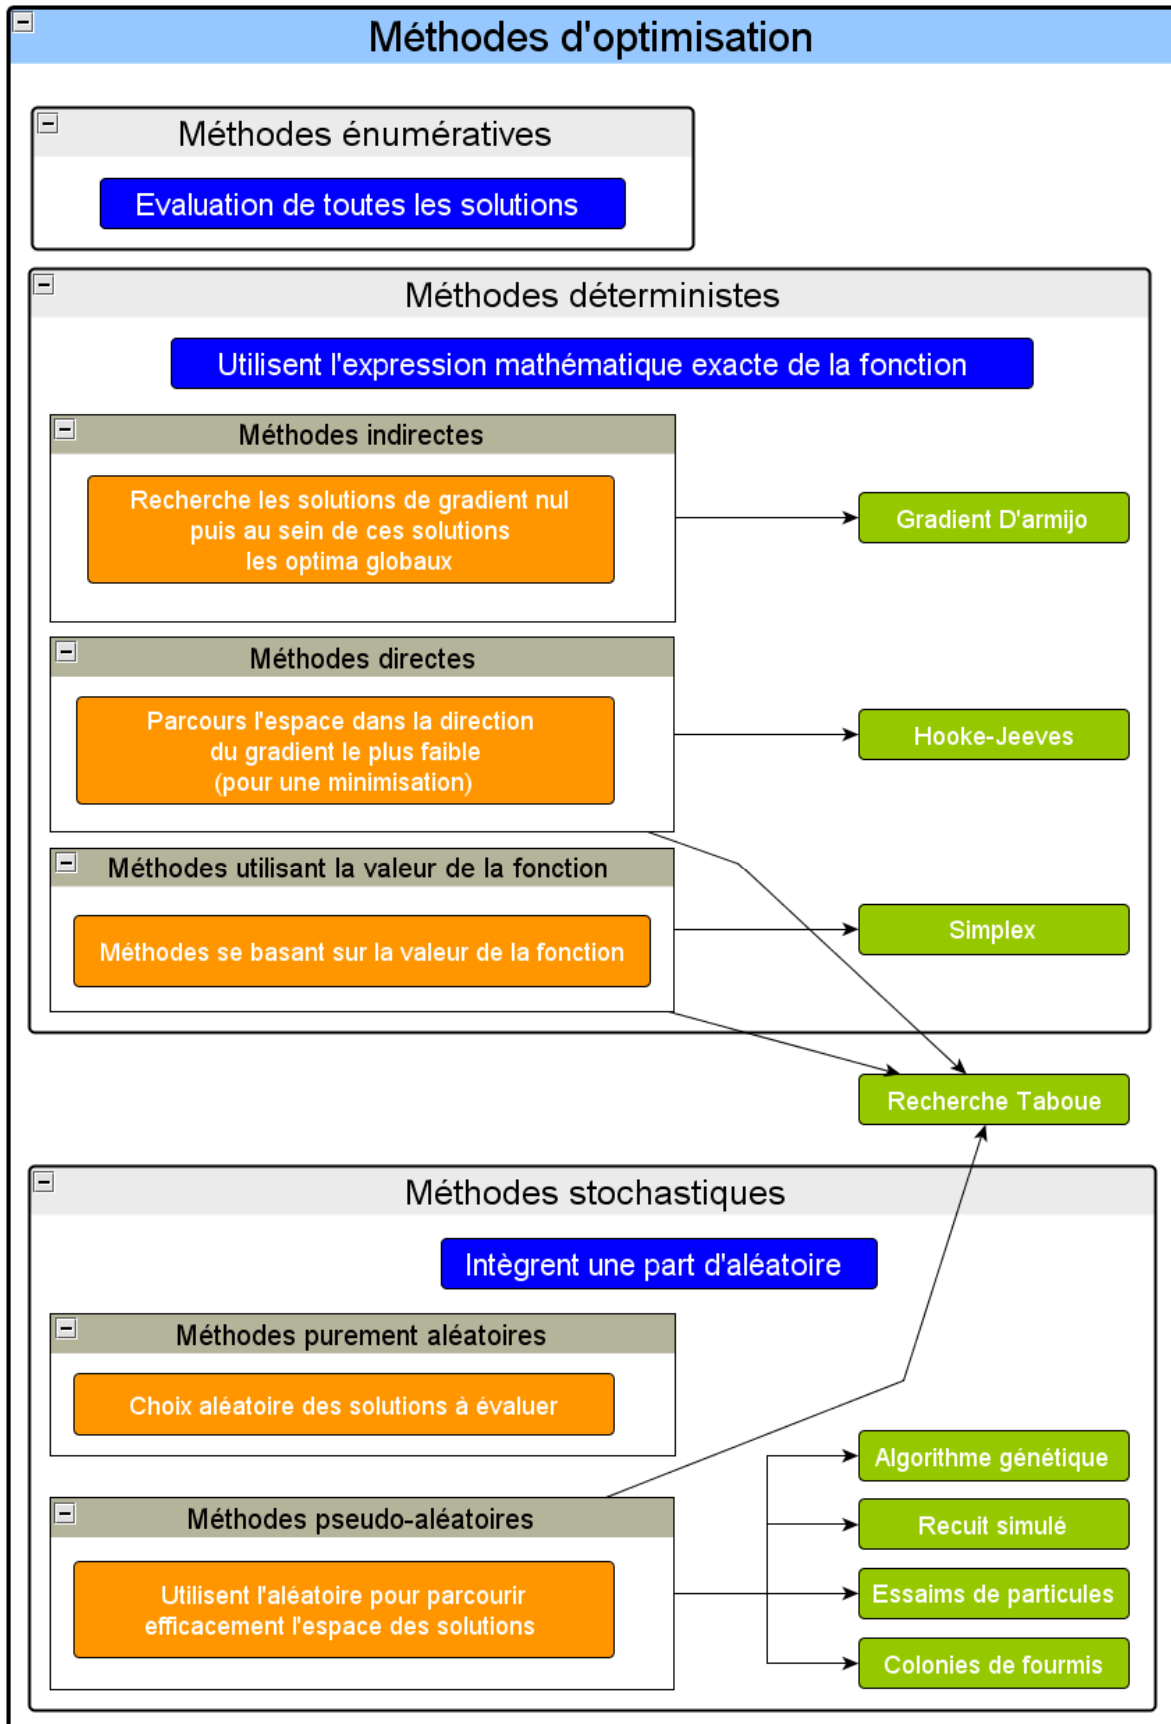 Méthodes d'optimisation
Méthodes énumératives
Evaluation de toutes les solutions
Méthodes déterministes
Utilisent l'expression mathématique exacte de la fonction
Méthodes indirectes
Recherche les solutions de gradient nul
puis au sein de ces solutions
les optima globaux
Gradient D'armijo
Méthodes directes
Parcours l'espace dans la direction
du gradient le plus faible
(pour une minimisation)
Hooke-Jeeves
Méthodes utilisant la valeur de la fonction
Méthodes se basant sur la valeur de la fonction
Simplex
Recherche Taboue
Méthodes stochastiques
Intègrent une part d'aléatoire
Méthodes purement aléatoires
Choix aléatoire des solutions à évaluer
Méthodes pseudo-aléatoires
Utilisent l'aléatoire pour parcourir
efficacement l'espace des solutions
Algorithme génétique
Recuit simulé
Essaims de particules
Colonies de fourmis